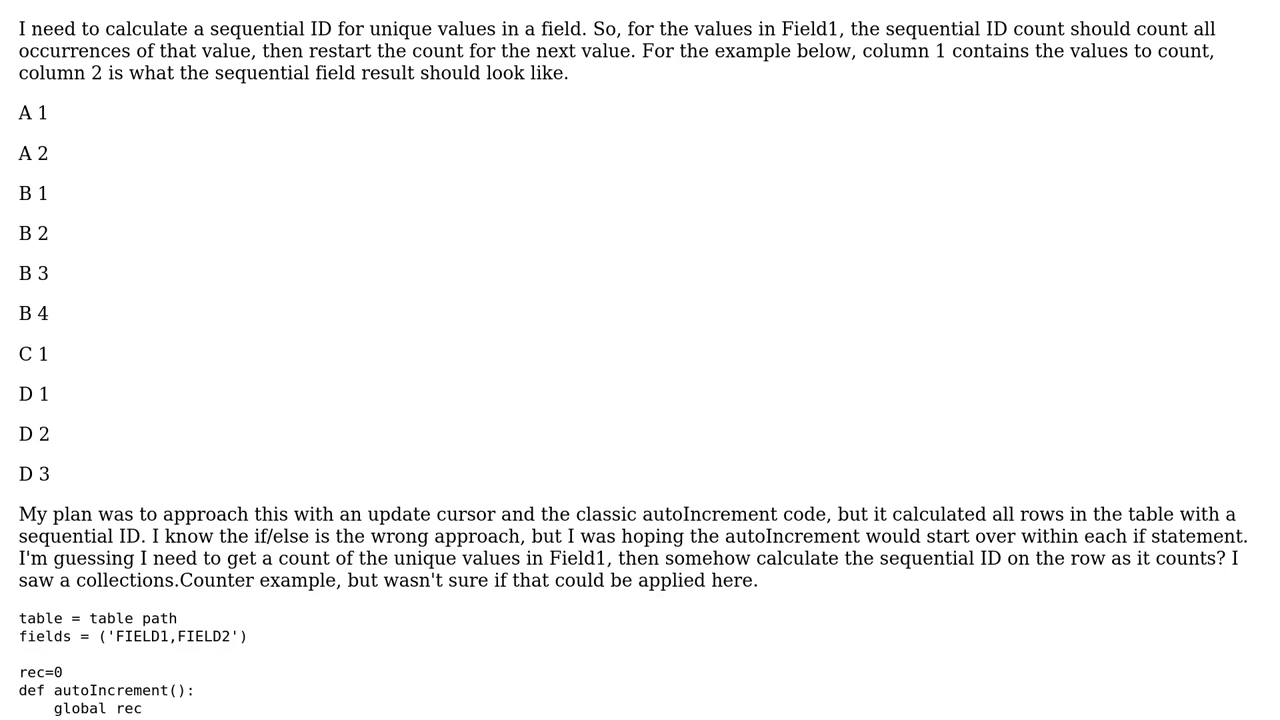 I need to calculate a sequential ID for unique values in a field. So, for the values in Field1, the sequential ID count should count all
occurrences of that value, then restart the count for the next value. For the example below, column 1 contains the values to count,
column 2 is what the sequential field result should look like.
A 1
A 2
B 1
B 2
B 3
B 4
C 1
D 1
D 2
D 3
My plan was to approach this with an update cursor and the classic autoIncrement code, but it calculated all rows in the table with a
sequential ID. I know the if/else is the wrong approach, but I was hoping the autoIncrement would start over within each if statement.
I'm guessing I need to get a count of the unique values in Field1, then somehow calculate the sequential ID on the row as it counts? I
saw a collections.Counter example, but wasn't sure if that could be applied here.
table = table path
fields = ('FIELD1,FIELD2')
rec=0
def autoIncrement():
    global rec